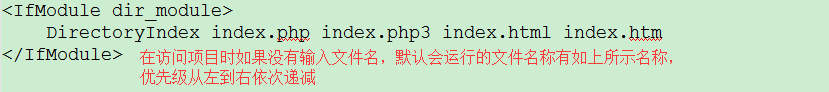 <IfModule dir_module>
    DirectoryIndex index.php index.php3 index.html index.htm
</IfModule> 在访问项目时如果没有输入文件名，默认会运行的文件名称有如上所示名称，
优先级从左到右依次递减